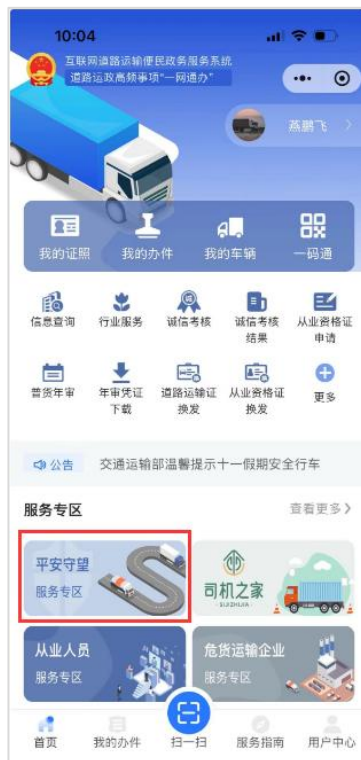 10:04
互联网道路运输便民政务服务系统
道路运政高频事项“一网通办”
燕鹏飞
我的证照 我的办件 我的车辆 一码通
信息查询 行业服务 诚信考核 诚信考核结果 从业资格证申请
普货年审 年审凭证下载 道路运输证换发 从业资格证换发 更多
公告 交通运输部温馨提示十一假期安全行车
服务专区 查看更多
平安守望
服务专区
司机之家
SIJIZHIJIA
从业人员 危货运输企业
服务专区 服务专区
首页 我的办件 扫一扫 服务指南 用户中心